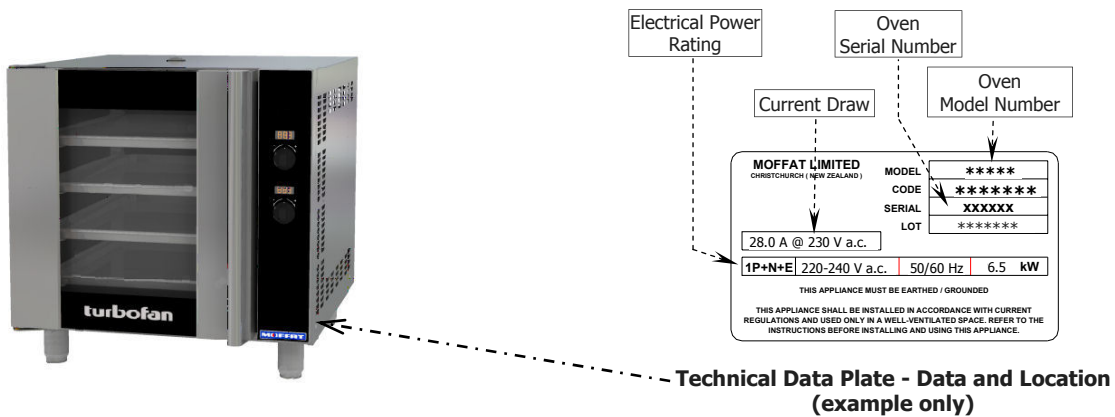 Electrical Power
Rating
Oven
Serial Number
Oven
Model Number
Current Draw
MOFFAT LIMITED
CHRISTCHURCH ( NEW ZEALAND )
MODEL *****
CODE *******
SERIAL xxxxxx
LOT *******
28.0 A @ 230 V a.c.
1P+N+E 220-240 V a.c. 50/60 Hz 6.5 kW
THIS APPLIANCE MUST BE EARTHED / GROUNDED
THIS APPLIANCE SHALL BE INSTALLED IN ACCORDANCE WITH CURRENT
REGULATIONS AND USED ONLY IN A WELL-VENTILATED SPACE. REFER TO THE
INSTRUCTIONS BEFORE INSTALLING AND USING THIS APPLIANCE.
turbofan
MOFFAT
Technical Data Plate - Data and Location
(example only)